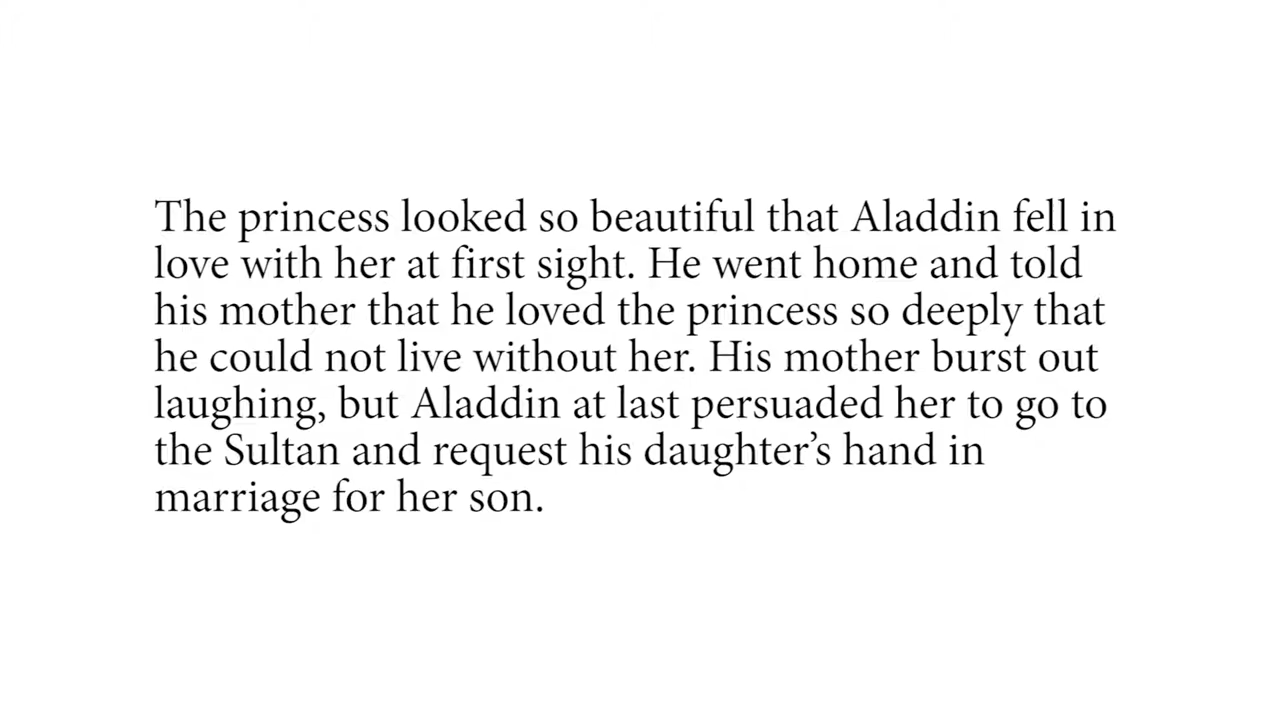 The princess looked so beautiful that Aladdin fell in
love with her at first sight. He went home and told
his mother that he loved the princess so deeply that
he could not live without her. His mother burst out
laughing, but Aladdin at last persuaded her to go to
the Sultan and request his daughter’s hand in
marriage for her son.